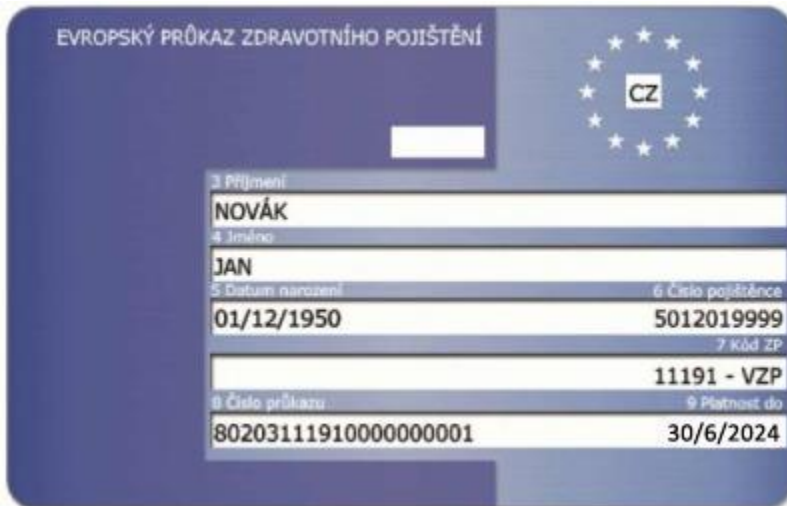 EVROPSKÝ PRŮKAZ ZDRAVOTNÍHO POJIŠTĚNÍ
CZ
3 Příjmení
NOVÁK
4 Jméno
JAN
5 Datum narození 6 Číslo pojištěnce
01/12/1950 5012019999
7 Kód ZP
11191 - VZP
8 Číslo průkazu 9 Platnost do
80203111910000000001 30/6/2024